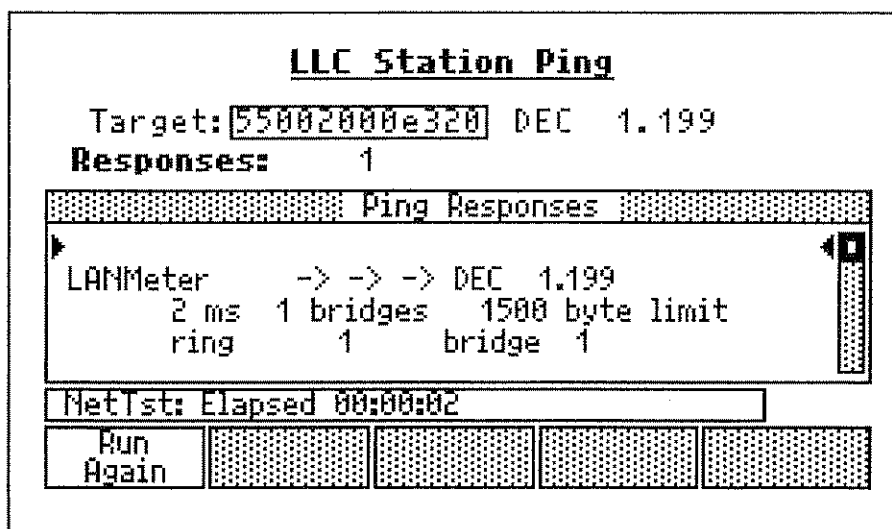 LLC Station Ping
Target: 55002000e320 DEC 1.199
Responses: 1
Ping Responses
LANMeter -> -> -> DEC 1.199
2 ms 1 bridges 1500 byte limit
ring 1 bridge 1
NetTst: Elapsed 00:00:02
Run
Again